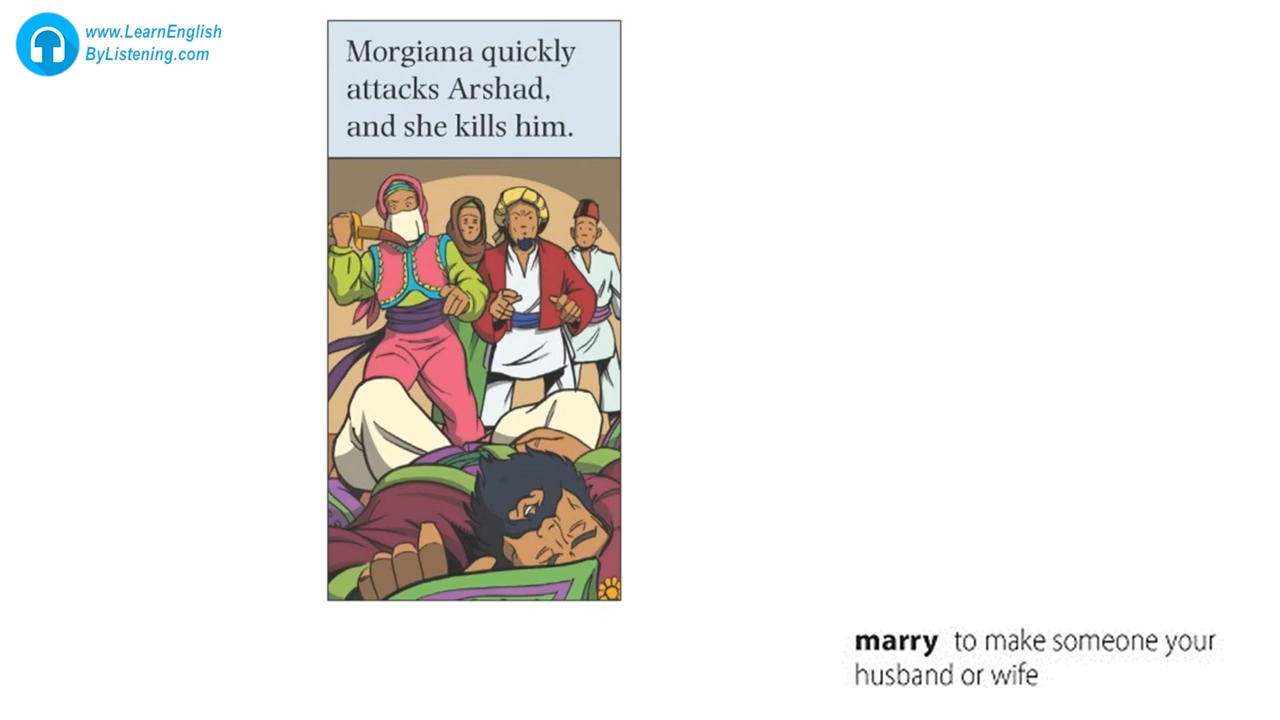 www.LearnEnglish
ByListening.com
Morgiana quickly
attacks Arshad,
and she kills him.
marry to make someone your
husband or wife